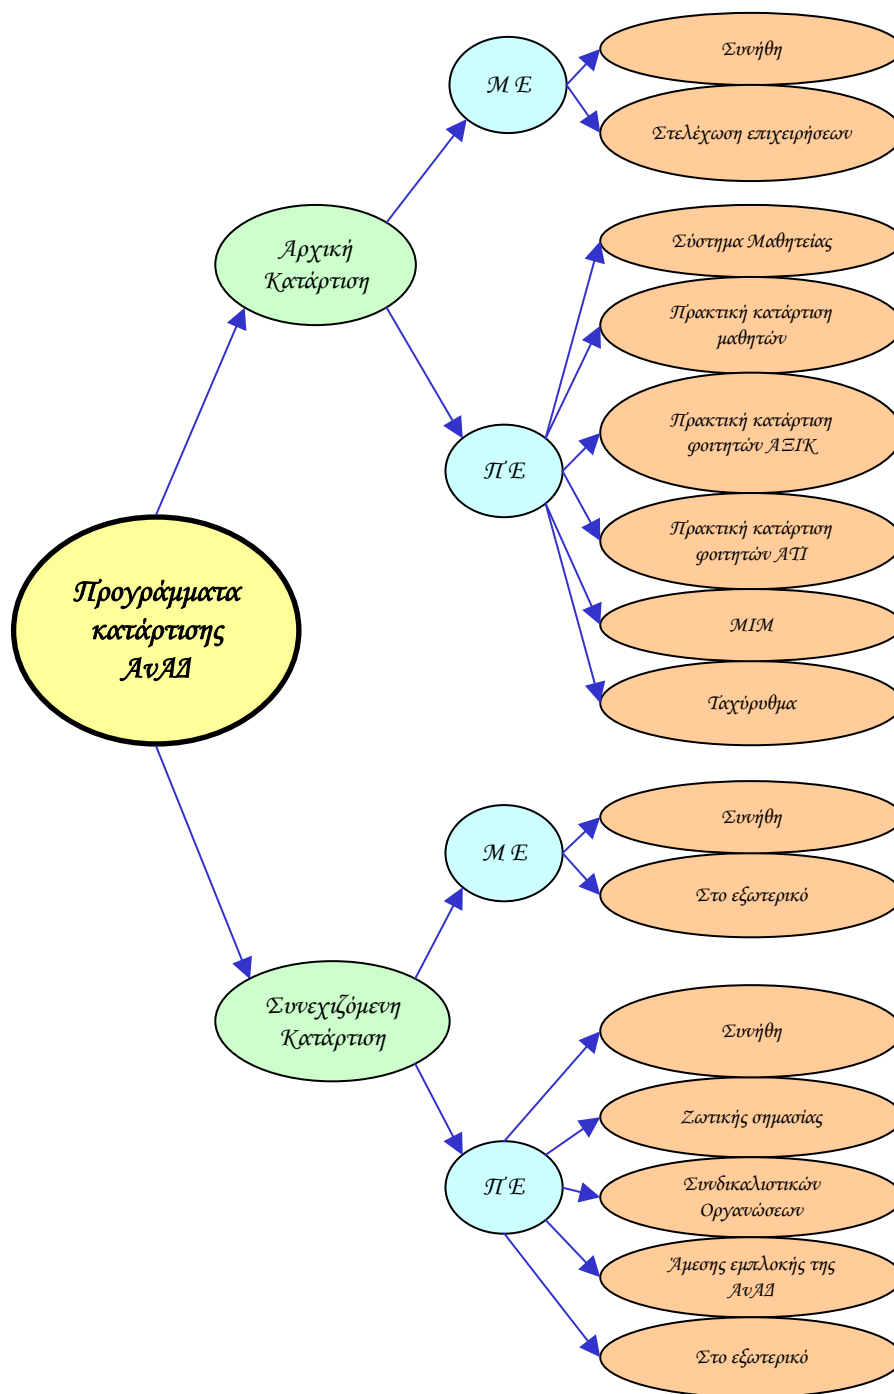 Προγράμματα
κατάρτισης
ΑνΑΔ
Αρχική
Κατάρτιση
Μ Ε
Συνήθη
Στελέχωση επιχειρήσεων
Π Ε
Σύστημα Μαθητείας
Πρακτική κατάρτιση
μαθητών
Πρακτική κατάρτιση
φοιτητών ΑΞΙΚ
Πρακτική κατάρτιση
φοιτητών ΑΤΙ
ΜΙΜ
Ταχύρυθμα
Συνεχιζόμενη
Κατάρτιση
Μ Ε
Συνήθη
Στο εξωτερικό
Π Ε
Συνήθη
Ζωτικής σημασίας
Συνδικαλιστικών
Οργανώσεων
Άμεσης εμπλοκής της
ΑνΑΔ
Στο εξωτερικό